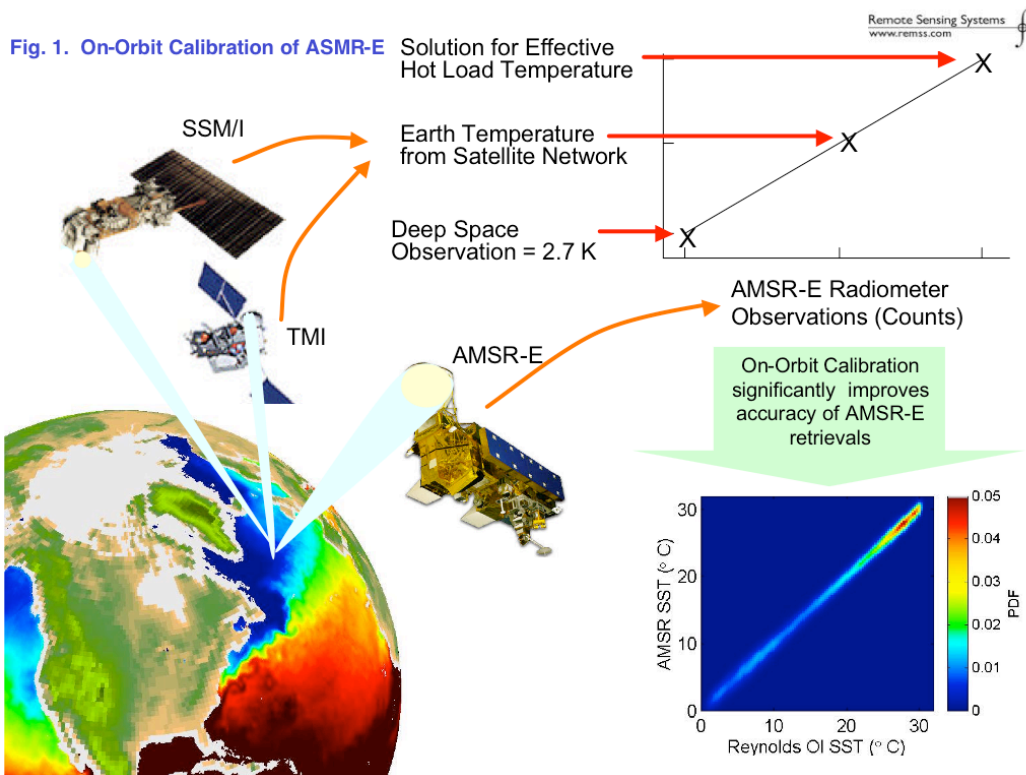 Remote Sensing Systems
www.remss.com
Fig. 1. On-Orbit Calibration of ASMR-E
Solution for Effective
Hot Load Temperature
X
SSM/I
Earth Temperature
from Satellite Network
X
Deep Space
Observation = 2.7 K
X
TMI
AMSR-E
AMSR-E Radiometer
Observations (Counts)
On-Orbit Calibration
significantly improves
accuracy of AMSR-E
retrievals
AMSR SST (° C)
30
20
10
0
0 10 20 30
Reynolds OI SST (° C)
0.05
0.04
0.03
0.02
0.01
0
PDF